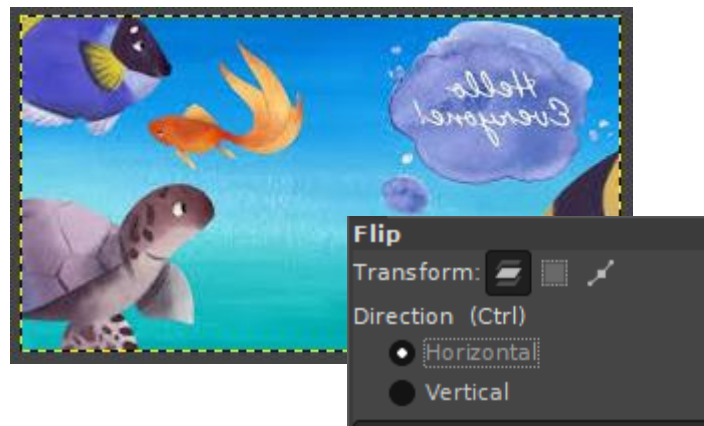 Hello
Everyone!
Flip
Transform:
Direction (Ctrl)
Horizontal
Vertical